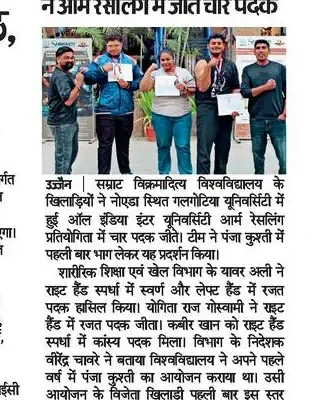 ने आर्म रेसलिंग में जीते चार पदक
उज्जैन | सम्राट विक्रमादित्य विश्वविद्यालय के
खिलाड़ियों ने नोएडा स्थित गलगोटिया यूनिवर्सिटी में
हुई ऑल इंडिया इंटर यूनिवर्सिटी आर्म रेसलिंग
प्रतियोगिता में चार पदक जीते। टीम ने पंजा कुश्ती में
पहली बार भाग लेकर यह प्रदर्शन किया।
शारीरिक शिक्षा एवं खेल विभाग के यावर अली ने
राइट हैंड स्पर्धा में स्वर्ण और लेफ्ट हैंड में रजत
पदक हासिल किया। योगिता राज गोस्वामी ने राइट
हैंड में रजत पदक जीता। कबीर खान को राइट हैंड
स्पर्धा में कांस्य पदक मिला। विभाग के निदेशक
वीरेंद्र चावरे ने बताया विश्वविद्यालय ने अपने पहले
वर्ष में पंजा कुश्ती का आयोजन कराया था। उसी
आयोजन के विजेता खिलाड़ी पहली बार इस स्तर